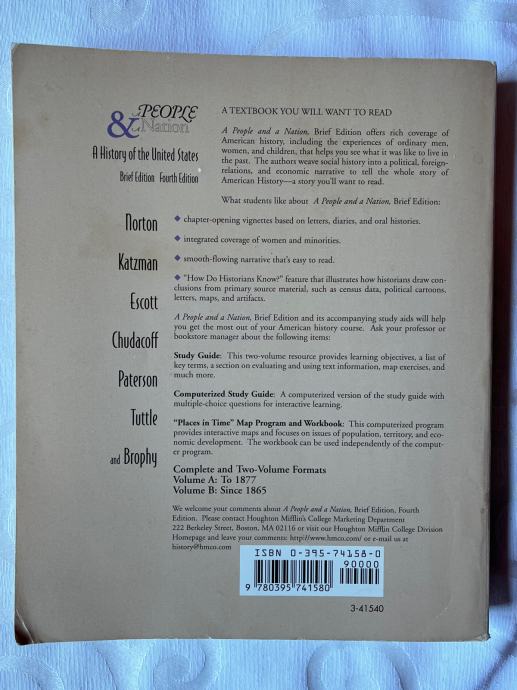 A PEOPLE
& a Nation
A History of the United States
Brief Edition Fourth Edition
Norton
Katzman
Escott
Chudacoff
Paterson
Tuttle
and Brophy
A TEXTBOOK YOU WILL WANT TO READ
A People and a Nation, Brief Edition offers rich coverage of
American history, including the experiences of ordinary men,
women, and children, that helps you see what it was like to live in
the past. The authors weave social history into a political, foreign-
relations, and economic narrative to tell the whole story of
American History—a story you'll want to read.
What students like about A People and a Nation, Brief Edition:
◆ chapter-opening vignettes based on letters, diaries, and oral histories.
◆ integrated coverage of women and minorities.
◆ smooth-flowing narrative that's easy to read.
◆ "How Do Historians Know?" feature that illustrates how historians draw con-
clusions from primary source material, such as census data, political cartoons,
letters, maps, and artifacts.
A People and a Nation, Brief Edition and its accompanying study aids will help
you get the most out of your American history course. Ask your professor or
bookstore manager about the following items:
Study Guide: This two-volume resource provides learning objectives, a list of
key terms, a section on evaluating and using text information, map exercises, and
much more.
Computerized Study Guide: A computerized version of the study guide with
multiple-choice questions for interactive learning.
"Places in Time" Map Program and Workbook: This computerized program
provides interactive maps and focuses on issues of population, territory, and eco-
nomic development. The workbook can be used independently of the comput-
er program.
Complete and Two-Volume Formats
Volume A: To 1877
Volume B: Since 1865
We welcome your comments about A People and a Nation, Brief Edition, Fourth
Edition. Please contact Houghton Mifflin's College Marketing Department
222 Berkeley Street, Boston, MA 02116 or visit our Houghton Mifflin College Division
Homepage and leave your comments: http://www.hmco.com/ or e-mail us at
history@hmco.com
ISBN 0-395-74158-0
90000
9 780395 741580
3-41540